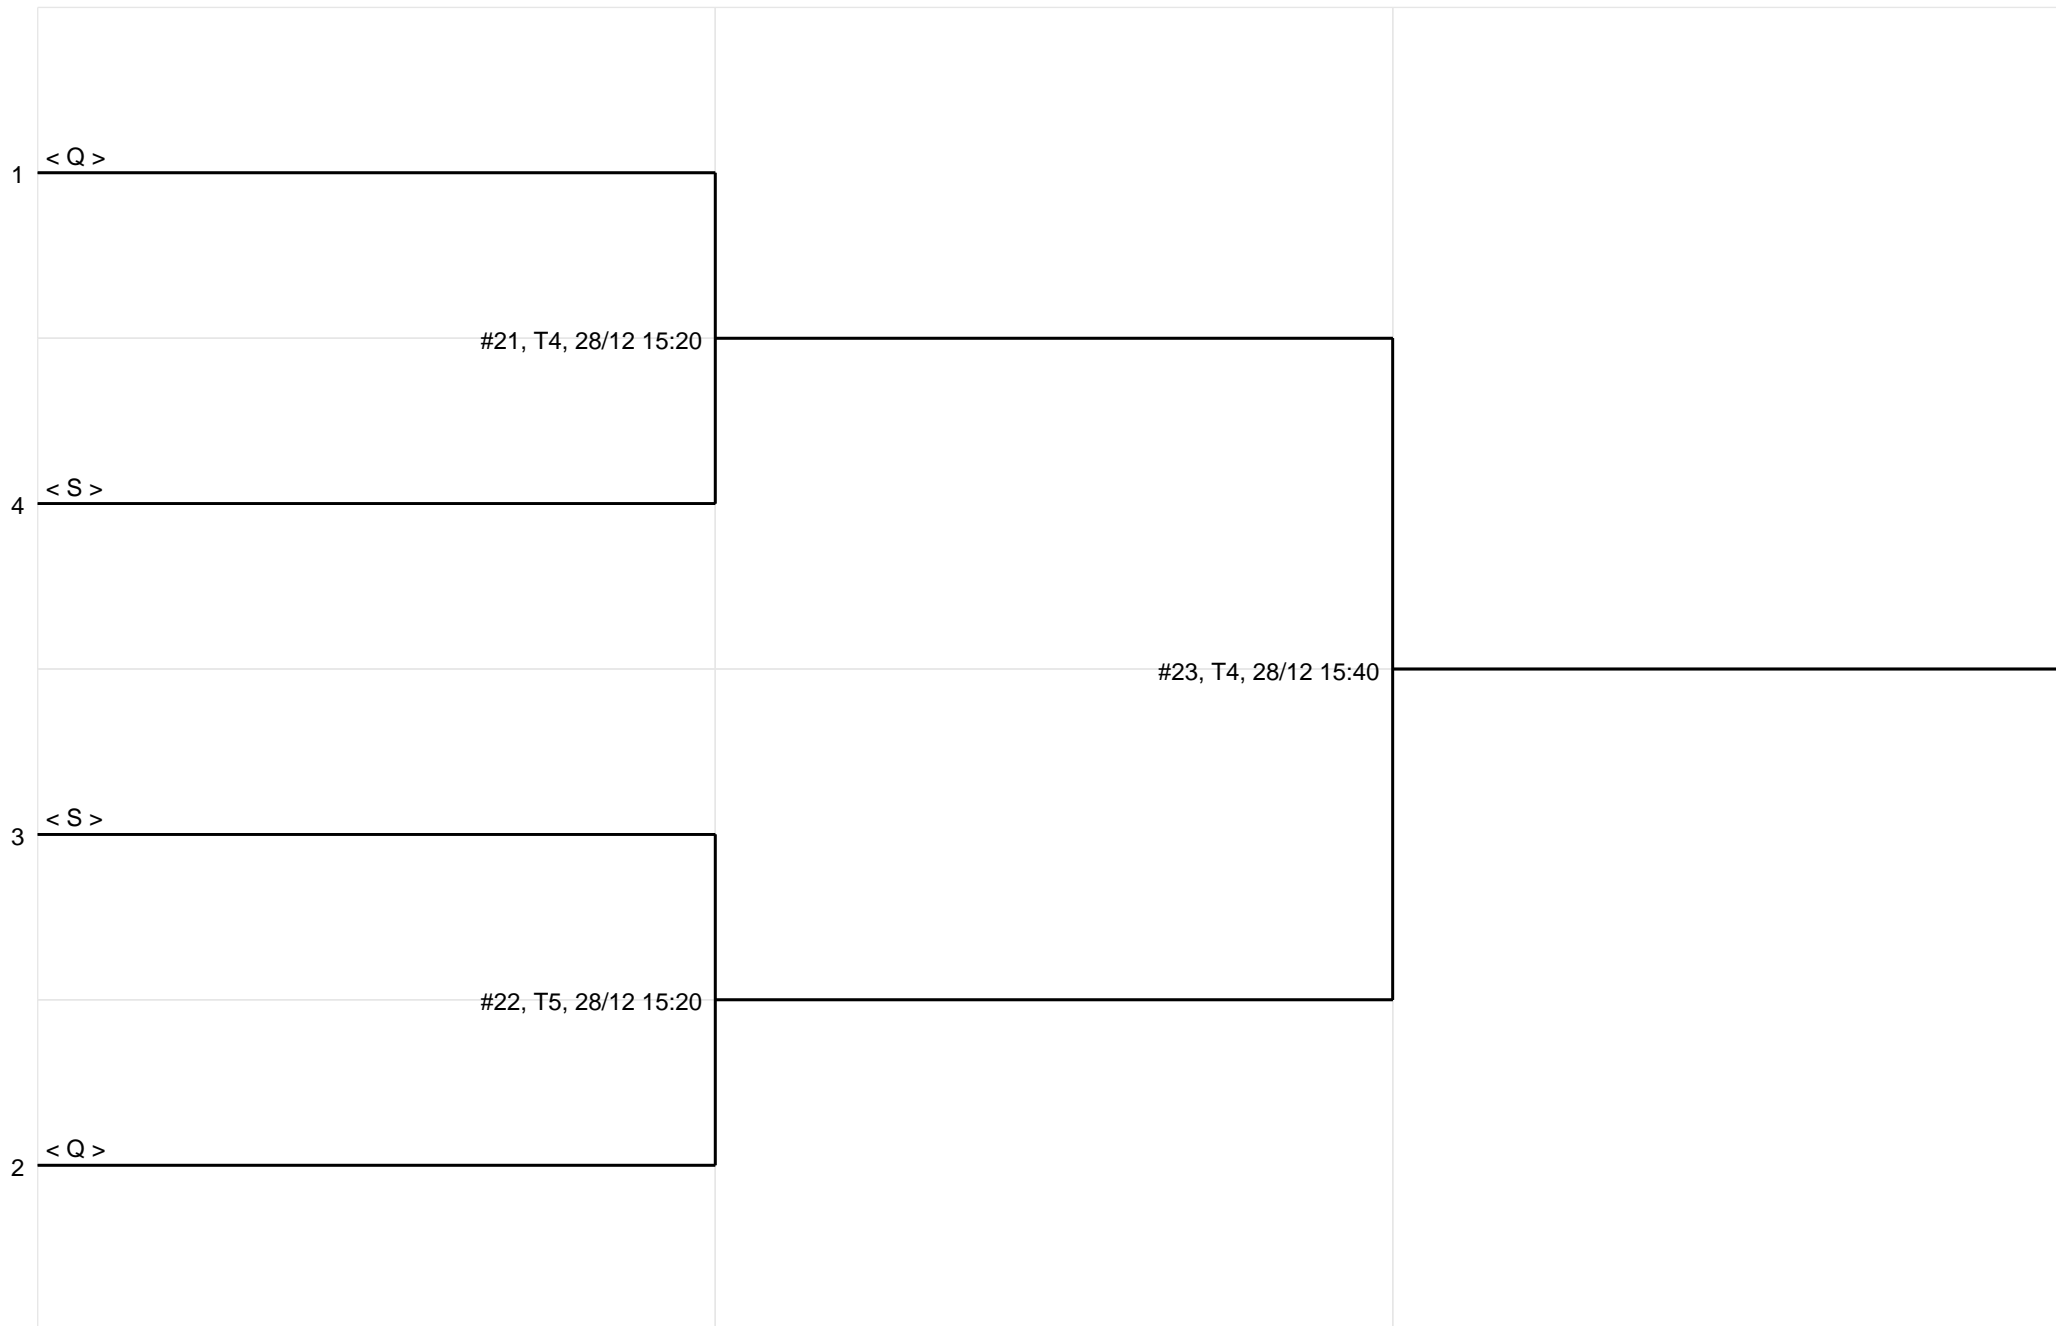 < Q >
1
#21, T4, 28/12 15:20
< S >
4
#23, T4, 28/12 15:40
< S >
3
#22, T5, 28/12 15:20
< Q >
2